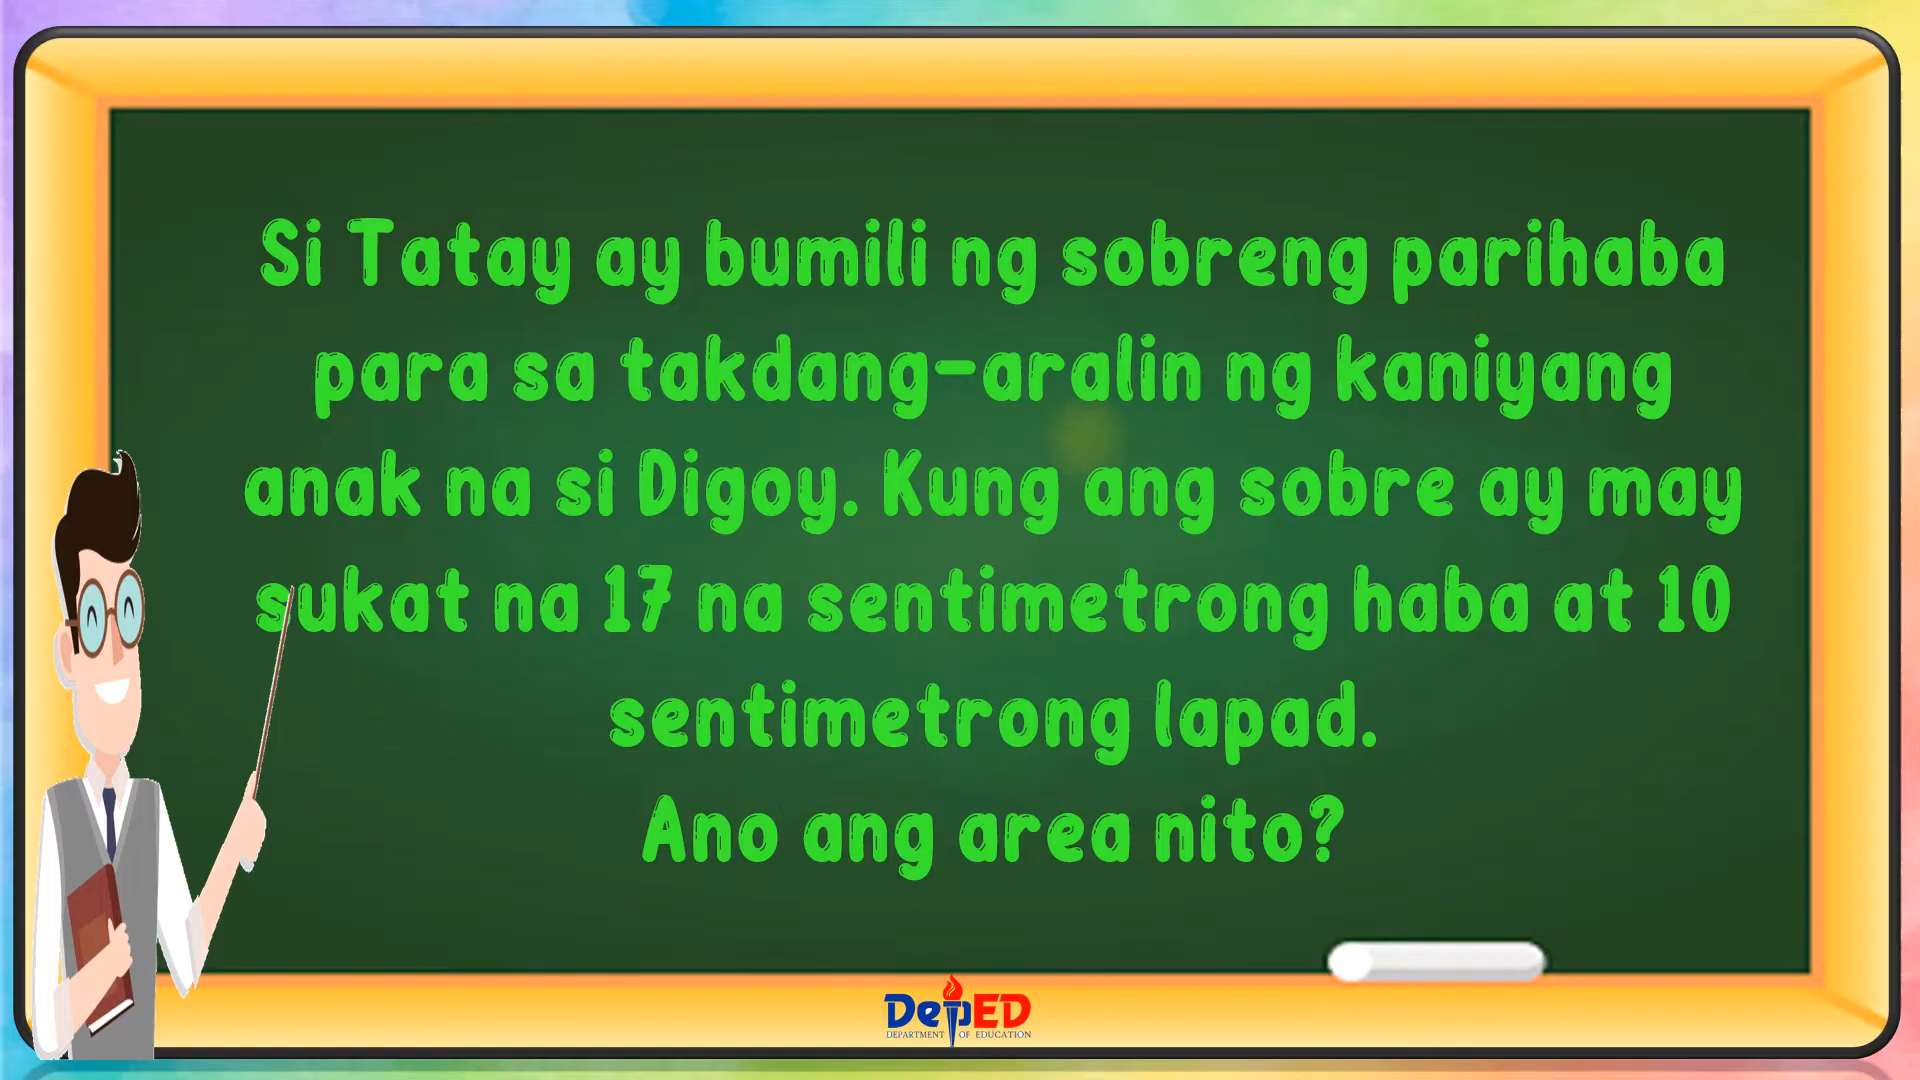 Si Tatay ay bumili ng sobreng parihaba
para sa takdang-aralin ng kaniyang
anak na si Digoy. Kung ang sobre ay may
sukat na 17 na sentimetrong haba at 10
sentimetrong lapad.
Ano ang area nito?
DepED
DEPARTMENT OF EDUCATION